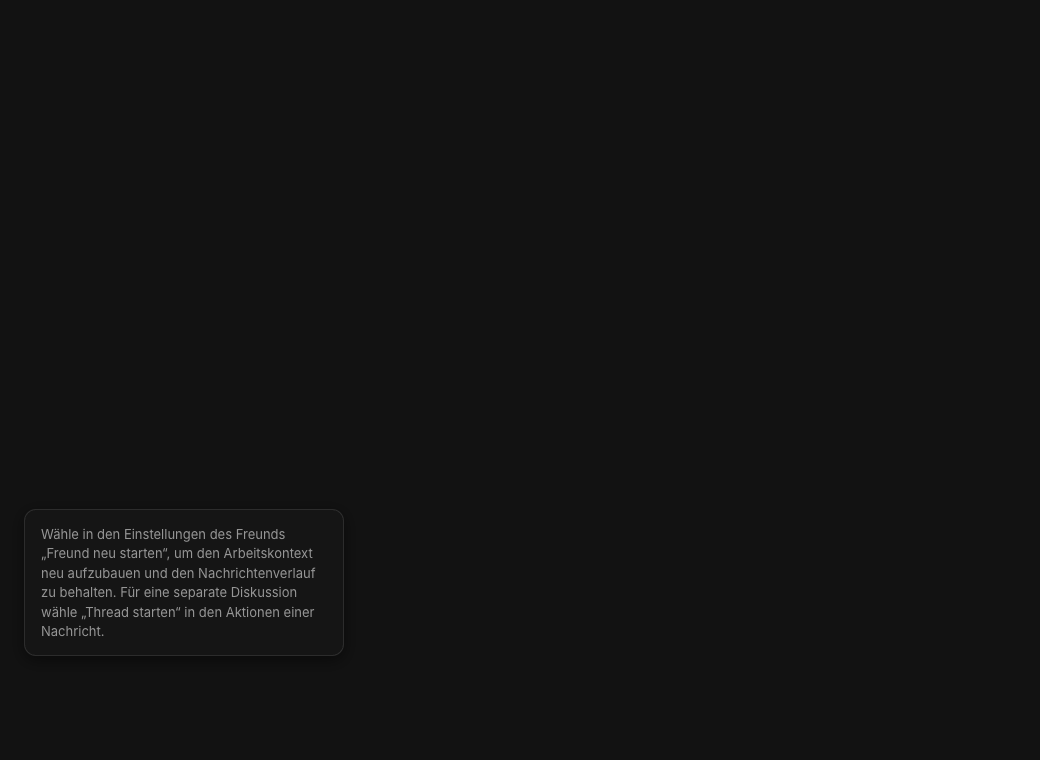 Wähle in den Einstellungen des Freunds
„Freund neu starten“, um den Arbeitskontext
neu aufzubauen und den Nachrichtenverlauf
zu behalten. Für eine separate Diskussion
wähle „Thread starten“ in den Aktionen einer
Nachricht.